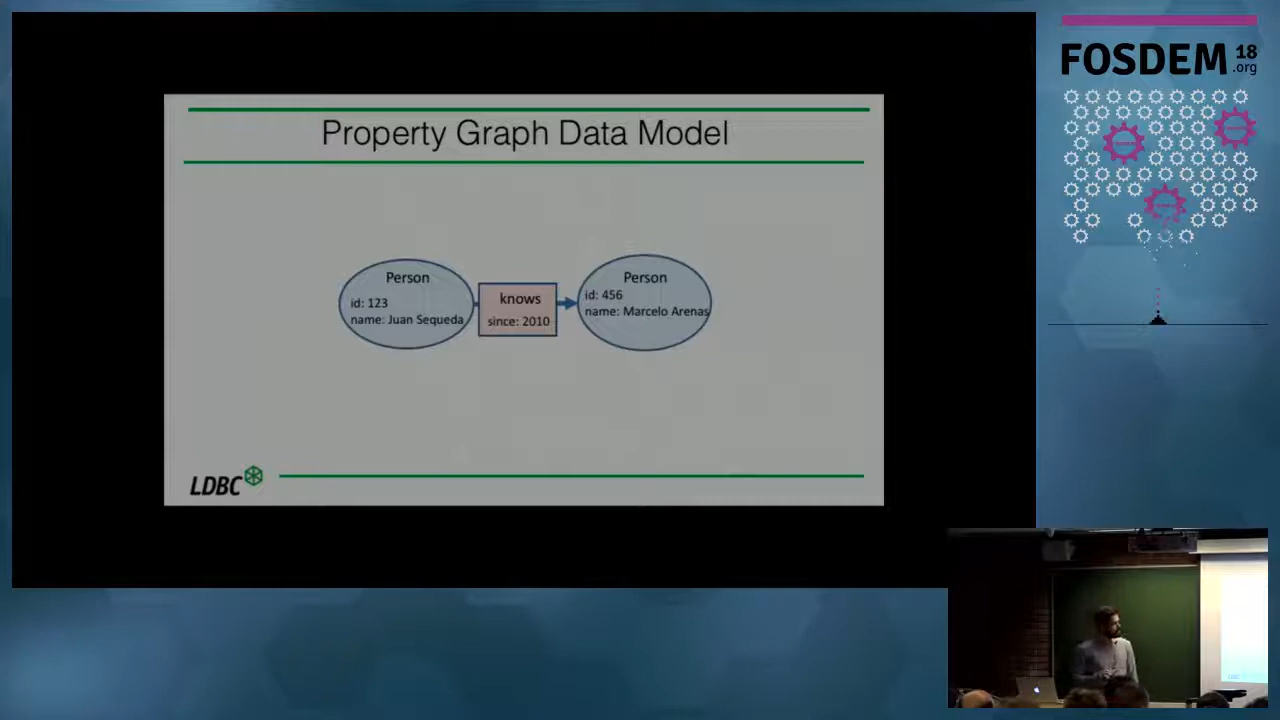 FOSDEM 18
.org
Property Graph Data Model
Person
id: 123
name: Juan Sequeda
knows
since: 2010
Person
id: 456
name: Marcelo Arenas
LDBC